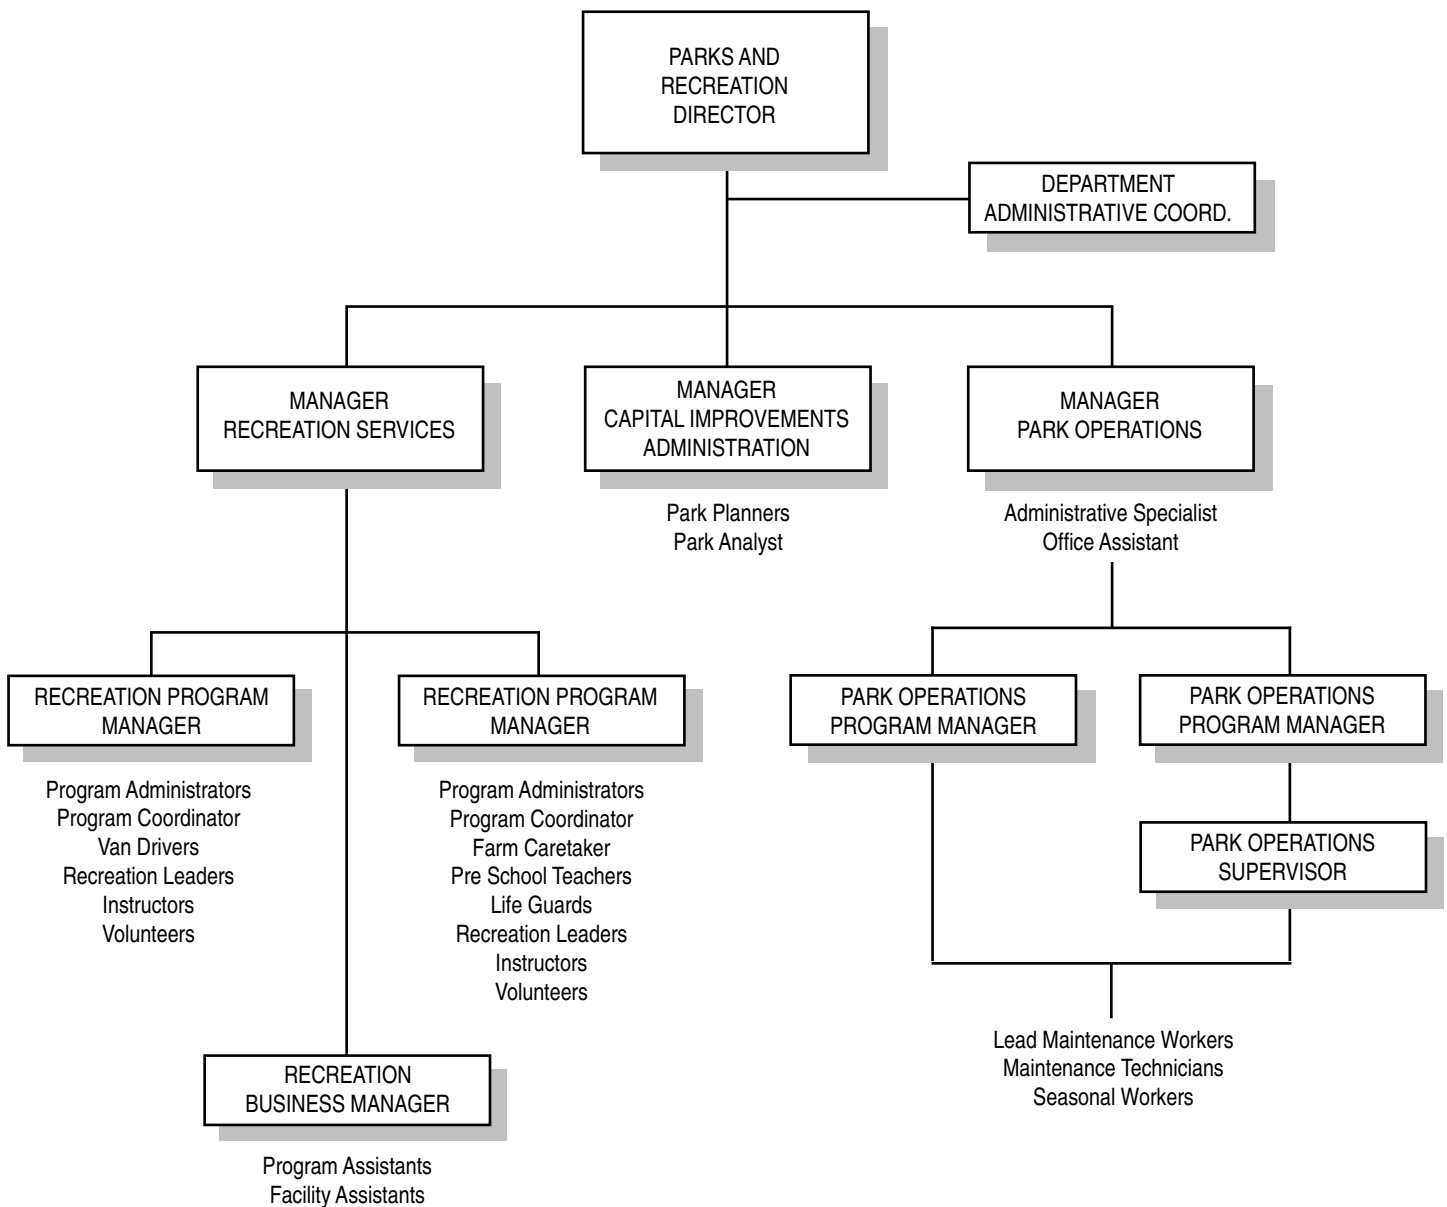 PARKS AND
RECREATION
DIRECTOR
DEPARTMENT
ADMINISTRATIVE COORD.
MANAGER
RECREATION SERVICES
MANAGER
CAPITAL IMPROVEMENTS
ADMINISTRATION
MANAGER
PARK OPERATIONS
Park Planners
Park Analyst
Administrative Specialist
Office Assistant
RECREATION PROGRAM
MANAGER
RECREATION PROGRAM
MANAGER
PARK OPERATIONS
PROGRAM MANAGER
PARK OPERATIONS
PROGRAM MANAGER
Program Administrators
Program Coordinator
Van Drivers
Recreation Leaders
Instructors
Volunteers
Program Administrators
Program Coordinator
Farm Caretaker
Pre School Teachers
Life Guards
Recreation Leaders
Instructors
Volunteers
PARK OPERATIONS
SUPERVISOR
Lead Maintenance Workers
Maintenance Technicians
Seasonal Workers
RECREATION
BUSINESS MANAGER
Program Assistants
Facility Assistants